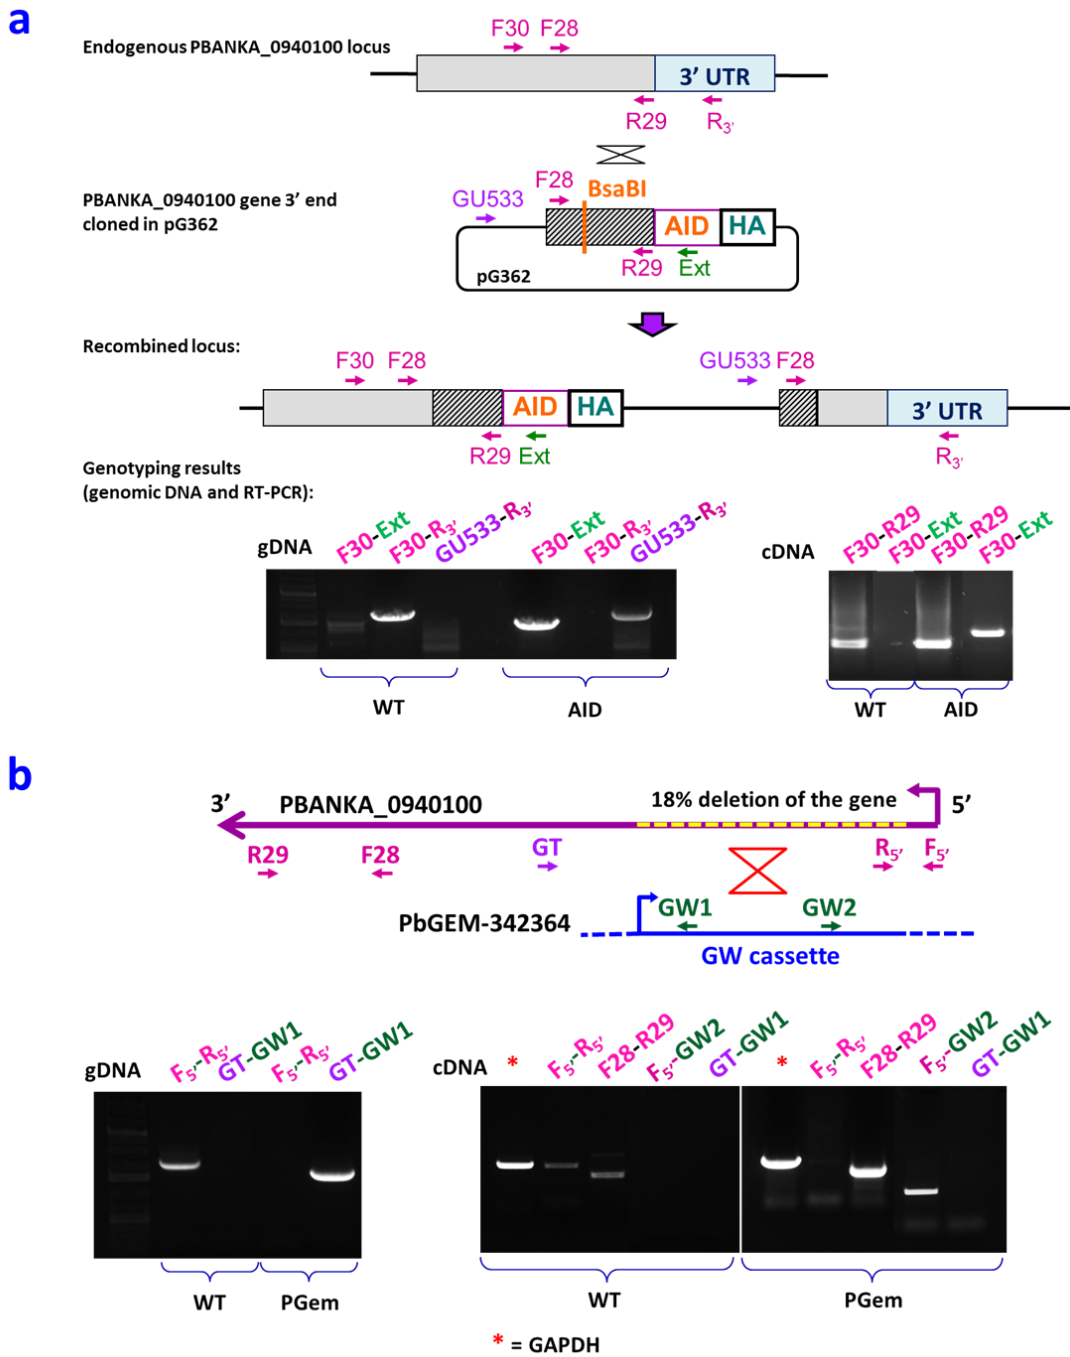 a
F30 F28
Endogenous PBANKA_0940100 locus
3’ UTR
R29 R3’
F28
BsaBI
GU533
PBANKA_0940100 gene 3’ end
cloned in pG362
AID HA
R29 Ext
pG362
Recombined locus:
F30 F28 GU533 F28
AID HA 3’ UTR
R29 Ext R3’
Genotyping results
(genomic DNA and RT-PCR):
gDNA F30-Ext F30-R3’ GU533-R3’ F30-Ext F30-R3’ GU533-R3’
cDNA F30-R29 F30-Ext F30-R29 F30-Ext
WT AID WT AID
b
3’ PBANKA_0940100 18% deletion of the gene 5’
R29 F28 GT R5’ F5’
PbGEM-342364 GW1 GW2
GW cassette
gDNA F5’-R5’ GT-GW1 F5’-R5’ GT-GW1
cDNA * F5’-R5’ F28-R29 F5’-GW2 GT-GW1 * F5’-R5’ F28-R29 F5’-GW2 GT-GW1
WT PGem WT PGem
* = GAPDH